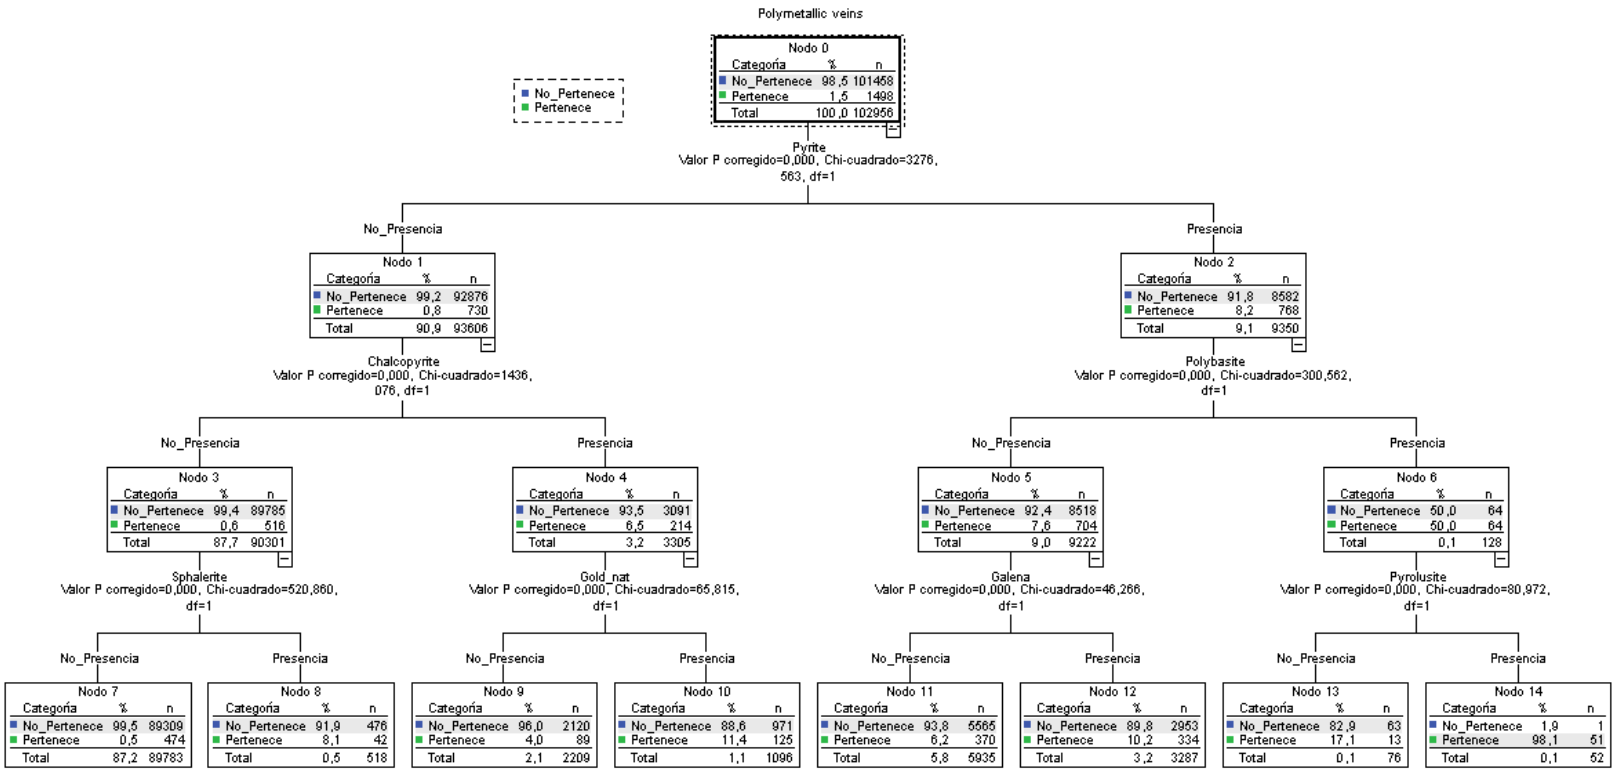 Polymetallic veins
Nodo 0
Categoría % n
No_Pertenece 98,5 101458
Pertenece 1,5 1498
Total 100,0 102956
No_Pertenece
Pertenece
Pyrite
Valor P corregido=0,000, Chi-cuadrado=3276,
563, df=1
No_Presencia
Presencia
Nodo 1
Categoría % n
No_Pertenece 99,2 92876
Pertenece 0,8 730
Total 90,9 93606
Nodo 2
Categoría % n
No_Pertenece 91,8 8582
Pertenece 8,2 768
Total 9,1 9350
Chalcopyrite
Valor P corregido=0,000, Chi-cuadrado=1436,
076, df=1
Polybasite
Valor P corregido=0,000, Chi-cuadrado=300,562,
df=1
No_Presencia
Presencia
No_Presencia
Presencia
Nodo 3
Categoría % n
No_Pertenece 99,4 89785
Pertenece 0,6 516
Total 87,7 90301
Nodo 4
Categoría % n
No_Pertenece 93,5 3091
Pertenece 6,5 214
Total 3,2 3305
Nodo 5
Categoría % n
No_Pertenece 92,4 8518
Pertenece 7,6 704
Total 9,0 9222
Nodo 6
Categoría % n
No_Pertenece 50,0 64
Pertenece 50,0 64
Total 0,1 128
Sphalerite
Valor P corregido=0,000, Chi-cuadrado=520,860,
df=1
Gold_nat
Valor P corregido=0,000, Chi-cuadrado=65,815,
df=1
Galena
Valor P corregido=0,000, Chi-cuadrado=46,266,
df=1
Pyrolusite
Valor P corregido=0,000, Chi-cuadrado=80,972,
df=1
No_Presencia
Presencia
No_Presencia
Presencia
No_Presencia
Presencia
No_Presencia
Presencia
Nodo 7
Categoría % n
No_Pertenece 99,5 89309
Pertenece 0,5 474
Total 87,2 89783
Nodo 8
Categoría % n
No_Pertenece 91,9 476
Pertenece 8,1 42
Total 0,5 518
Nodo 9
Categoría % n
No_Pertenece 96,0 2120
Pertenece 4,0 89
Total 2,1 2209
Nodo 10
Categoría % n
No_Pertenece 88,6 971
Pertenece 11,4 125
Total 1,1 1096
Nodo 11
Categoría % n
No_Pertenece 93,8 5565
Pertenece 6,2 370
Total 5,8 5935
Nodo 12
Categoría % n
No_Pertenece 89,8 2953
Pertenece 10,2 334
Total 3,2 3287
Nodo 13
Categoría % n
No_Pertenece 82,9 63
Pertenece 17,1 13
Total 0,1 76
Nodo 14
Categoría % n
No_Pertenece 1,9 1
Pertenece 98,1 51
Total 0,1 52